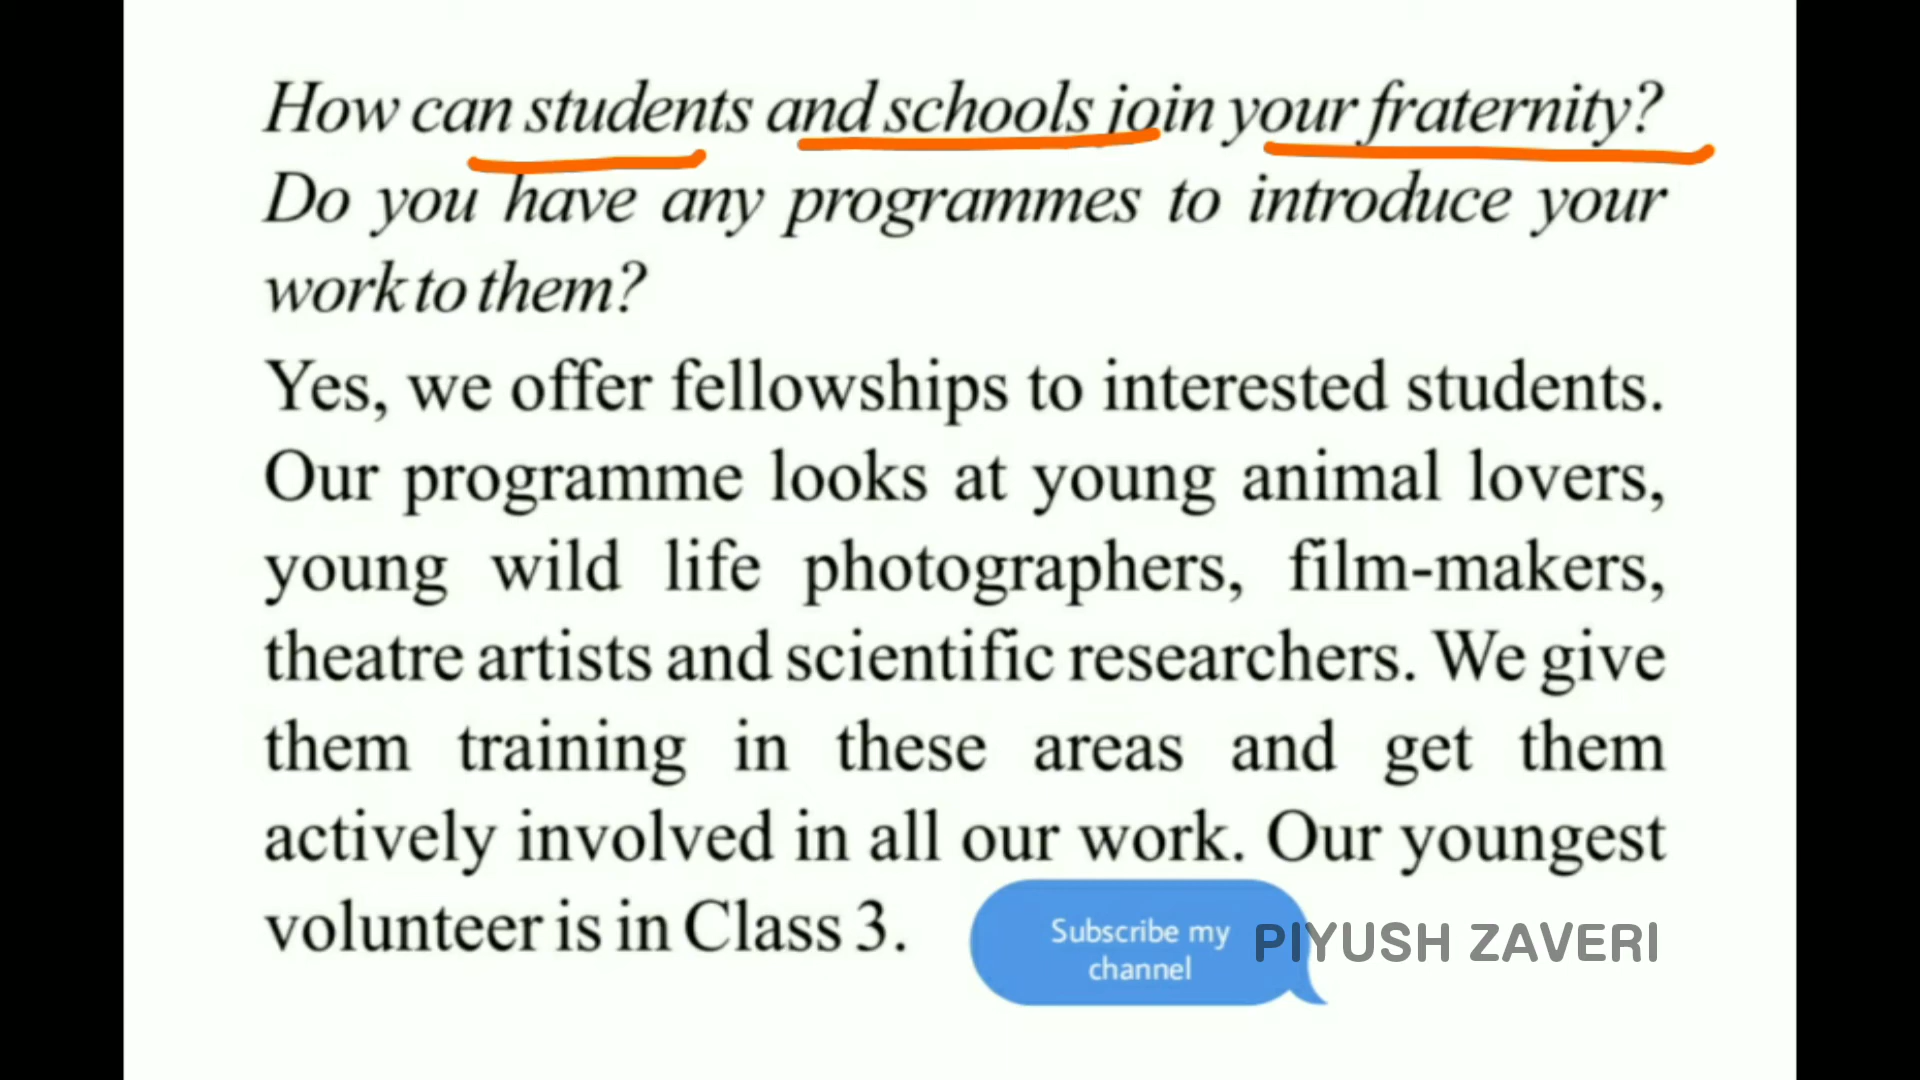 How can students and schools join your fraternity?
Do you have any programmes to introduce your
work to them?
Yes, we offer fellowships to interested students.
Our programme looks at young animal lovers,
young wild life photographers, film-makers,
theatre artists and scientific researchers. We give
them training in these areas and get them
actively involved in all our work. Our youngest
volunteer is in Class 3.
Subscribe my
channel
PIYUSH ZAVERI